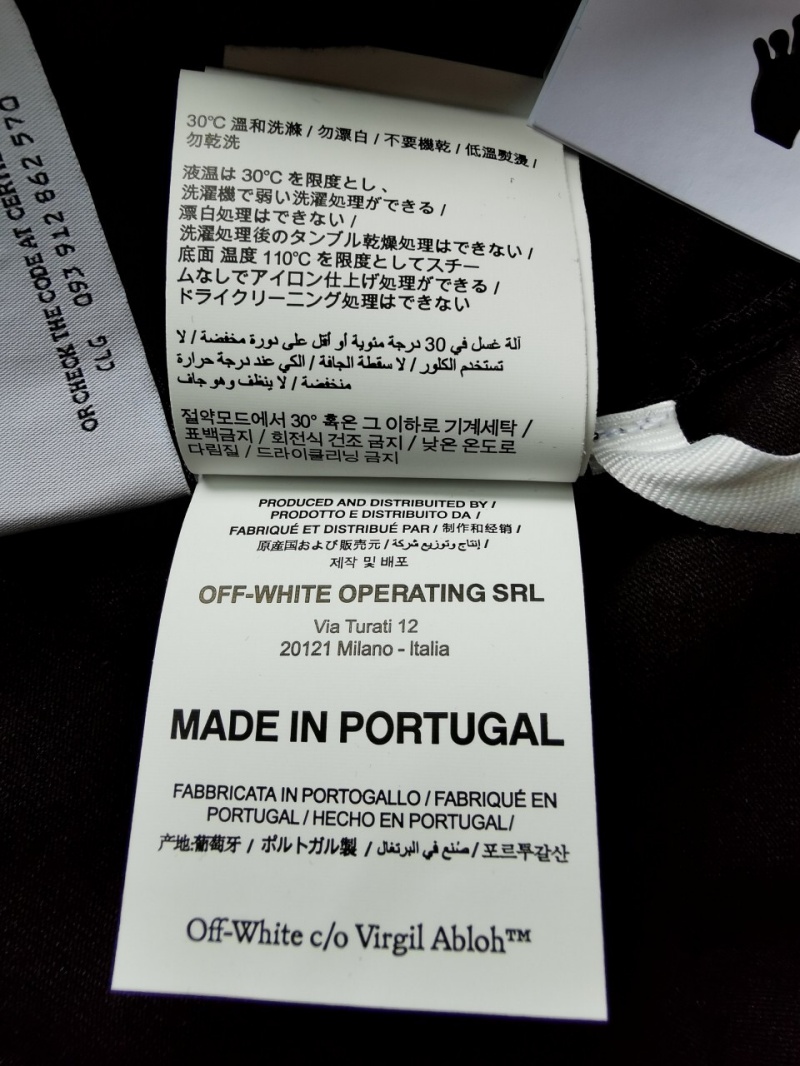 OR CHECK THE CODE AT CERTI
CLG 093 912 862 570
30℃ 溫和洗滌 / 勿漂白 / 不要機乾 / 低溫熨燙 /
勿乾洗
液温は 30℃ を限度とし、
洗濯機で弱い洗濯処理ができる /
漂白処理はできない /
洗濯処理後のタンブル乾燥処理はできない /
底面 温度 110℃ を限度としてスチー
ムなしでアイロン仕上げ処理ができる /
ドライクリーニング処理はできない
آلة غسل في 30 درجة مئوية أو أقل على دورة مخفضة / لا
تستخدم الكلور / لا سقطة الجافة / الكي عند درجة حرارة
منخفضة / لا ينظف وهو جاف
절약모드에서 30° 혹은 그 이하로 기계세탁 /
표백금지 / 회전식 건조 금지 / 낮은 온도로
다림질 / 드라이클리닝 금지
PRODUCED AND DISTRIBUITED BY /
PRODOTTO E DISTRIBUITO DA /
FABRIQUÉ ET DISTRIBUÉ PAR / 制作和经销 /
原産国および販売元 / إنتاج وتوزيع شركة /
제작 및 배포
OFF-WHITE OPERATING SRL
Via Turati 12
20121 Milano - Italia
MADE IN PORTUGAL
FABBRICATA IN PORTOGALLO / FABRIQUÉ EN
PORTUGAL / HECHO EN PORTUGAL/
产地:葡萄牙 / ポルトガル製 / صُنع في البرتغال / 포르투갈산
Off-White c/o Virgil Abloh™